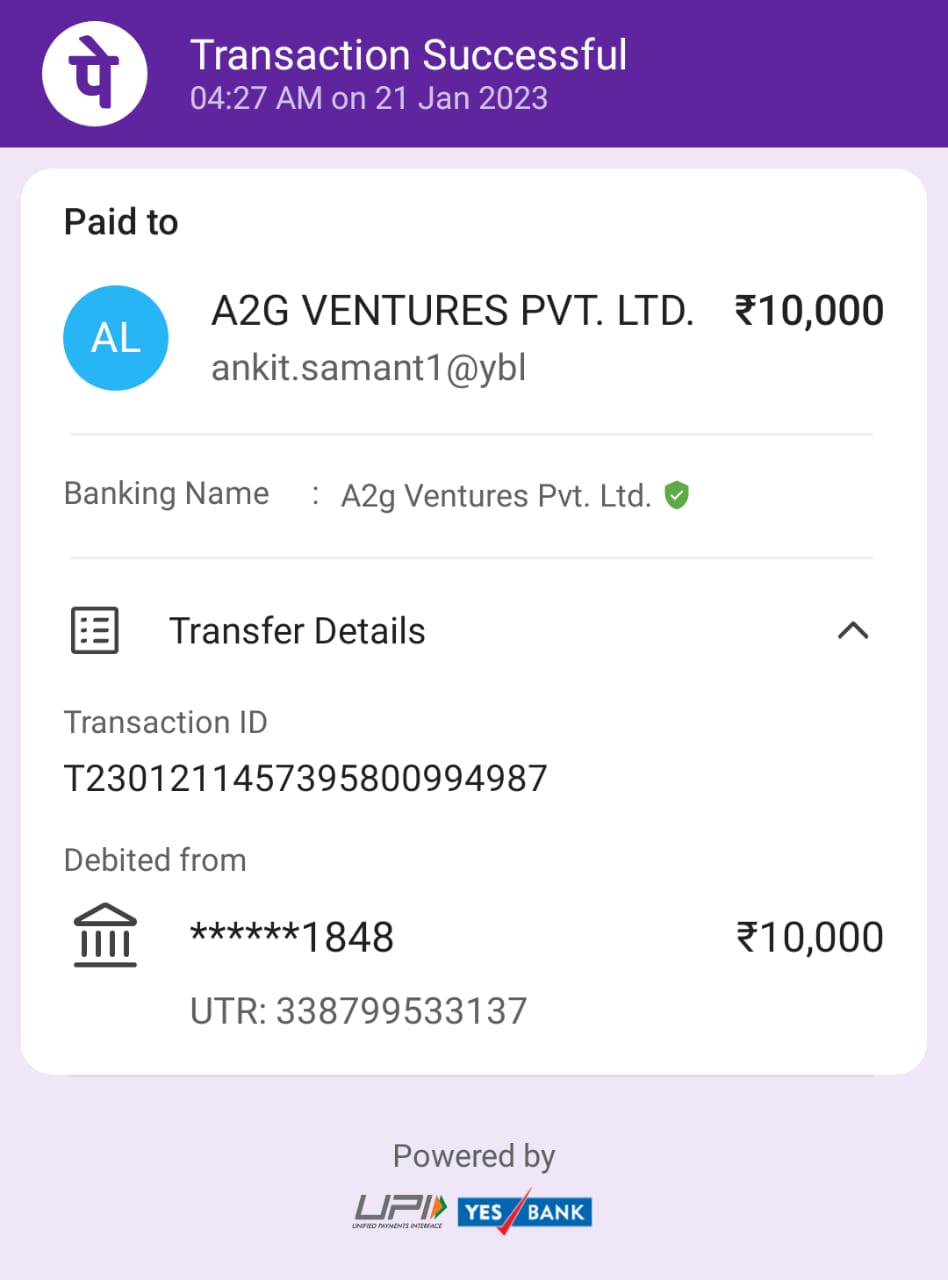 पे
Transaction Successful
04:27 AM on 21 Jan 2023
Paid to
AL
A2G VENTURES PVT. LTD. ₹10,000
ankit.samant1@ybl
Banking Name : A2g Ventures Pvt. Ltd.
Transfer Details
Transaction ID
T2301211457395800994987
Debited from
******1848 ₹10,000
UTR: 338799533137
Powered by
UPI YES BANK
UNIFIED PAYMENTS INTERFACE